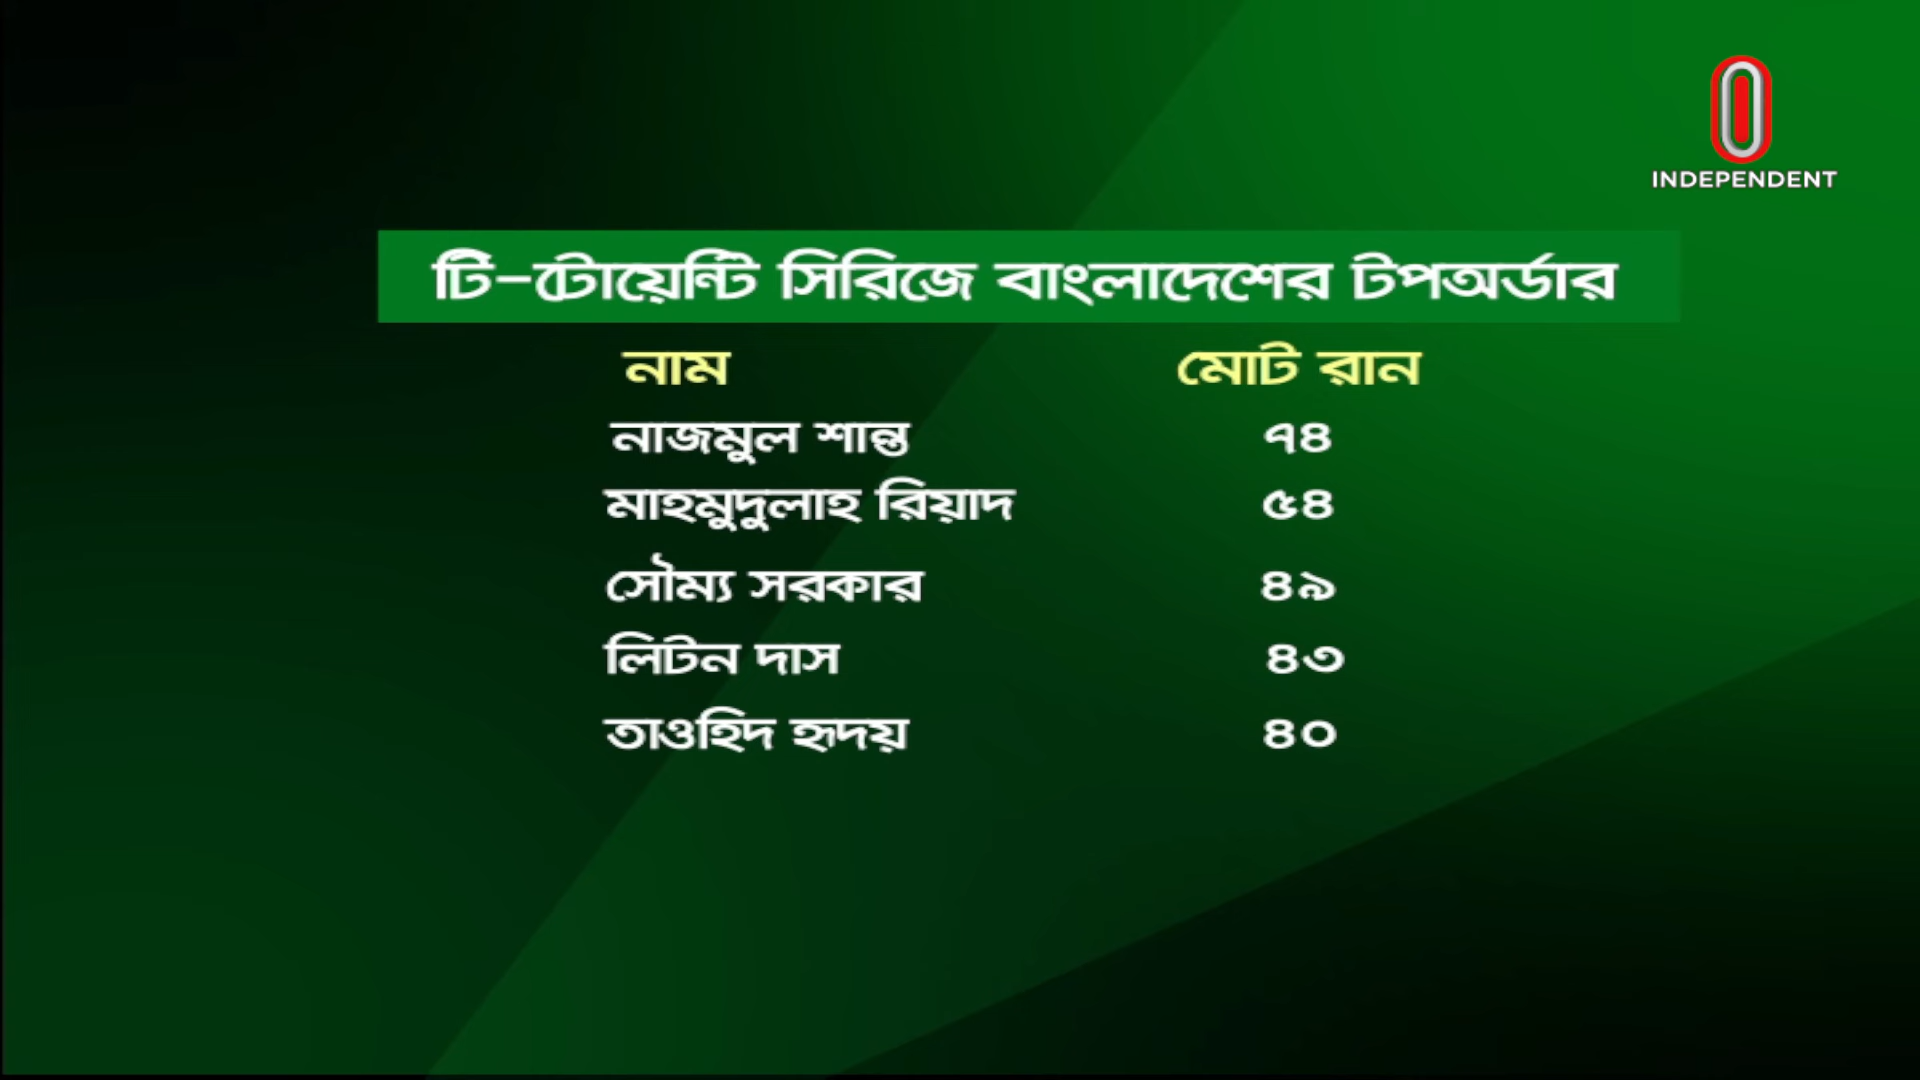 INDEPENDENT
টি-টোয়েন্টি সিরিজে বাংলাদেশের টপঅর্ডার
নাম মোট রান
নাজমুল শান্ত ৭৪
মাহমুদুলাহ রিয়াদ ৫৪
সৌম্য সরকার ৪৯
লিটন দাস ৪৩
তাওহিদ হৃদয় ৪০